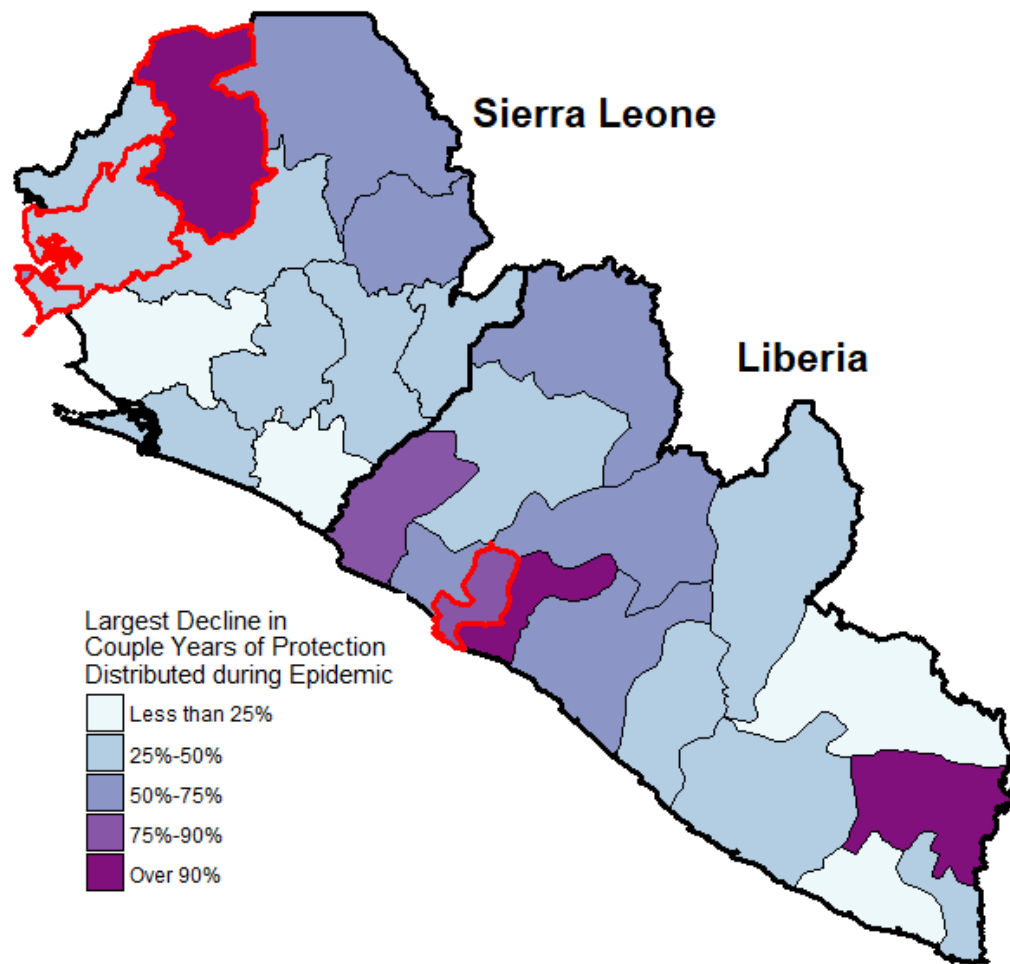 Sierra Leone
Liberia
Largest Decline in
Couple Years of Protection
Distributed during Epidemic
Less than 25%
25%-50%
50%-75%
75%-90%
Over 90%